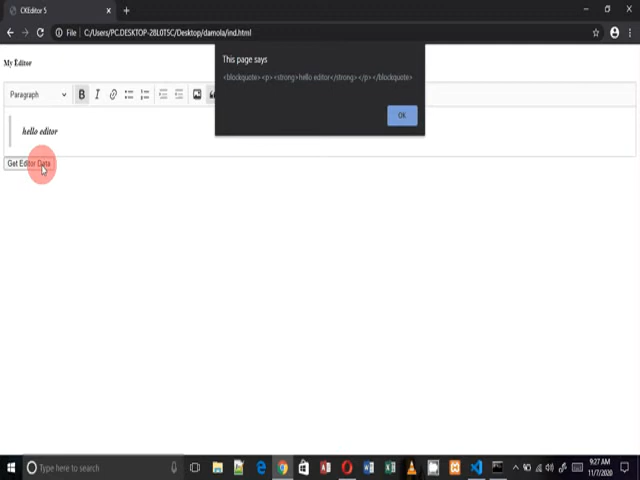 CKEditor 5
File
C:/Users/PC.DESKTOP-28L0TSC/Desktop/damola/ind.html
My Editor
This page says
<blockquote><p><strong>hello editor</strong></p></blockquote>
OK
Paragraph
B I
hello editor
Get Editor Data
Type here to search
9:27 AM
11/7/2020